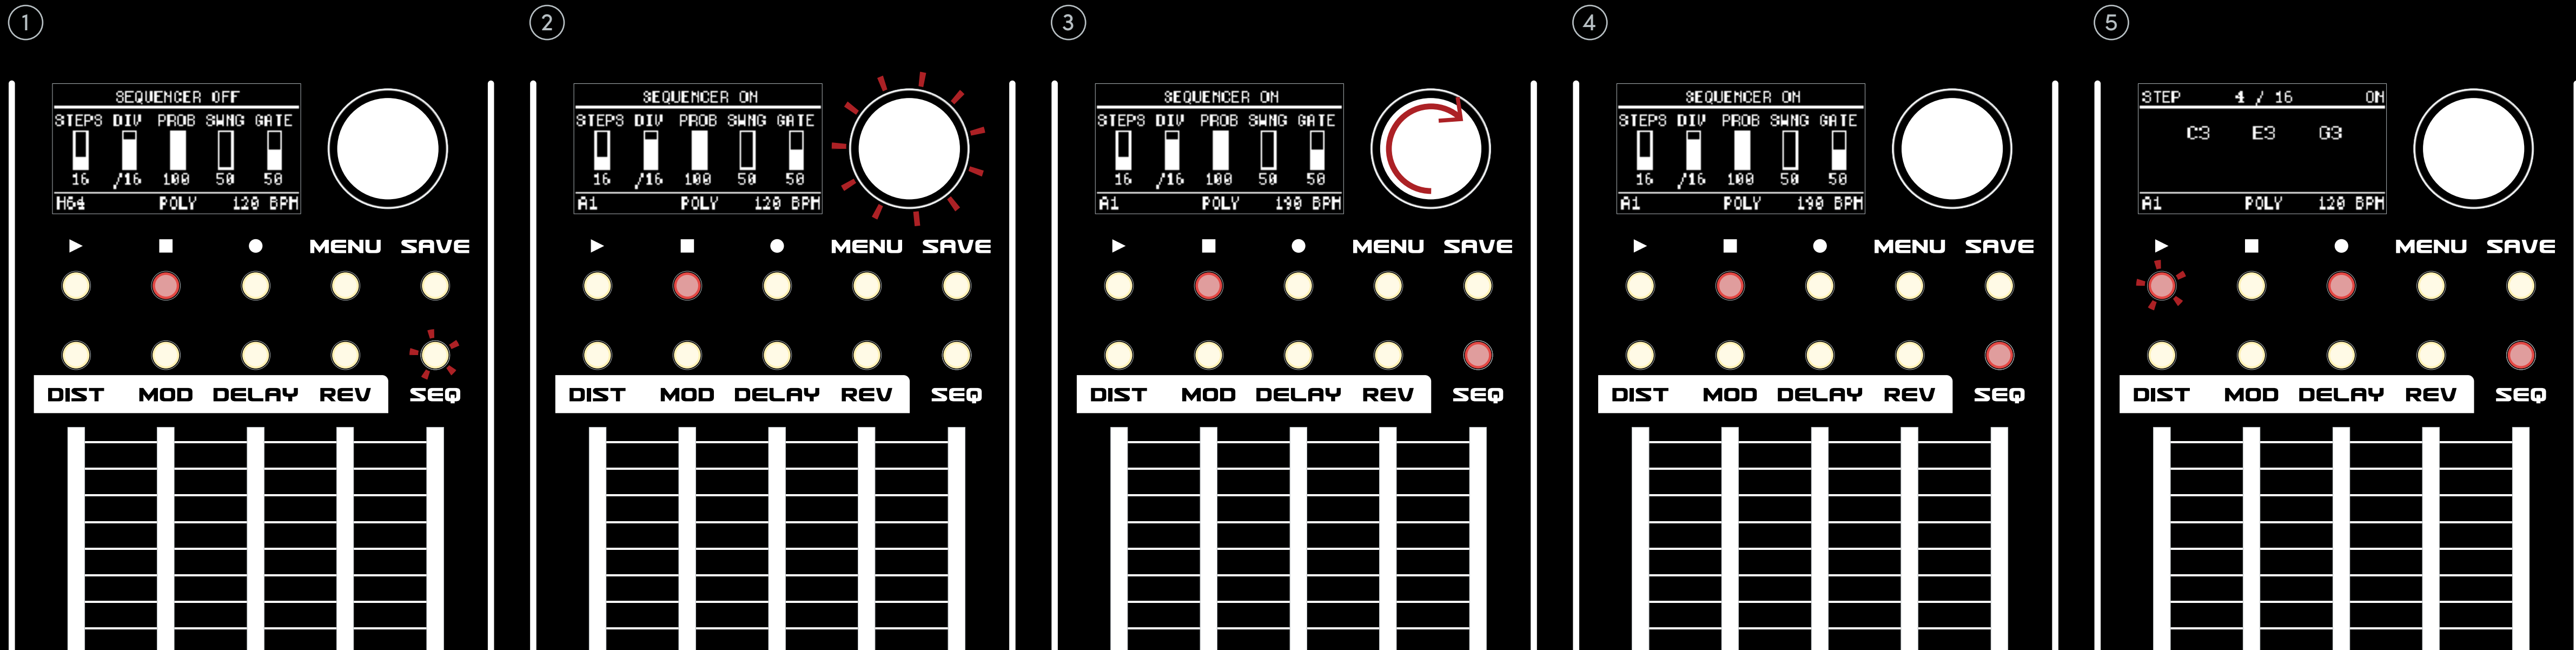 1
SEQUENCER OFF
STEPS DIV PROB SWNG GATE
16 /16 100 50 50
H64 POLY 120 BPM
MENU SAVE
DIST MOD DELAY REV SEQ
2
SEQUENCER ON
STEPS DIV PROB SWNG GATE
16 /16 100 50 50
A1 POLY 120 BPM
MENU SAVE
DIST MOD DELAY REV SEQ
3
SEQUENCER ON
STEPS DIV PROB SWNG GATE
16 /16 100 50 50
A1 POLY 190 BPM
MENU SAVE
DIST MOD DELAY REV SEQ
4
SEQUENCER ON
STEPS DIV PROB SWNG GATE
16 /16 100 50 50
A1 POLY 190 BPM
MENU SAVE
DIST MOD DELAY REV SEQ
5
STEP 4 / 16 ON
C3 E3 G3
A1 POLY 120 BPM
MENU SAVE
DIST MOD DELAY REV SEQ